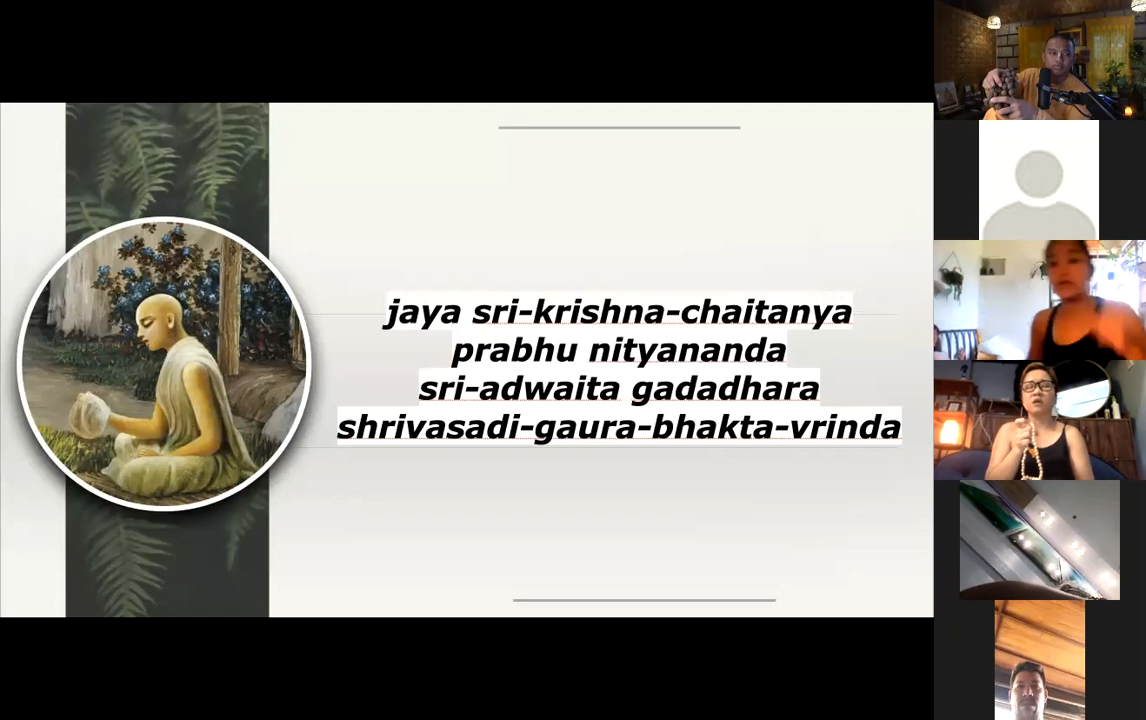 jaya sri-krishna-chaitanya
prabhu nityananda
sri-adwaita gadadhara
shrivasadi-gaura-bhakta-vrinda